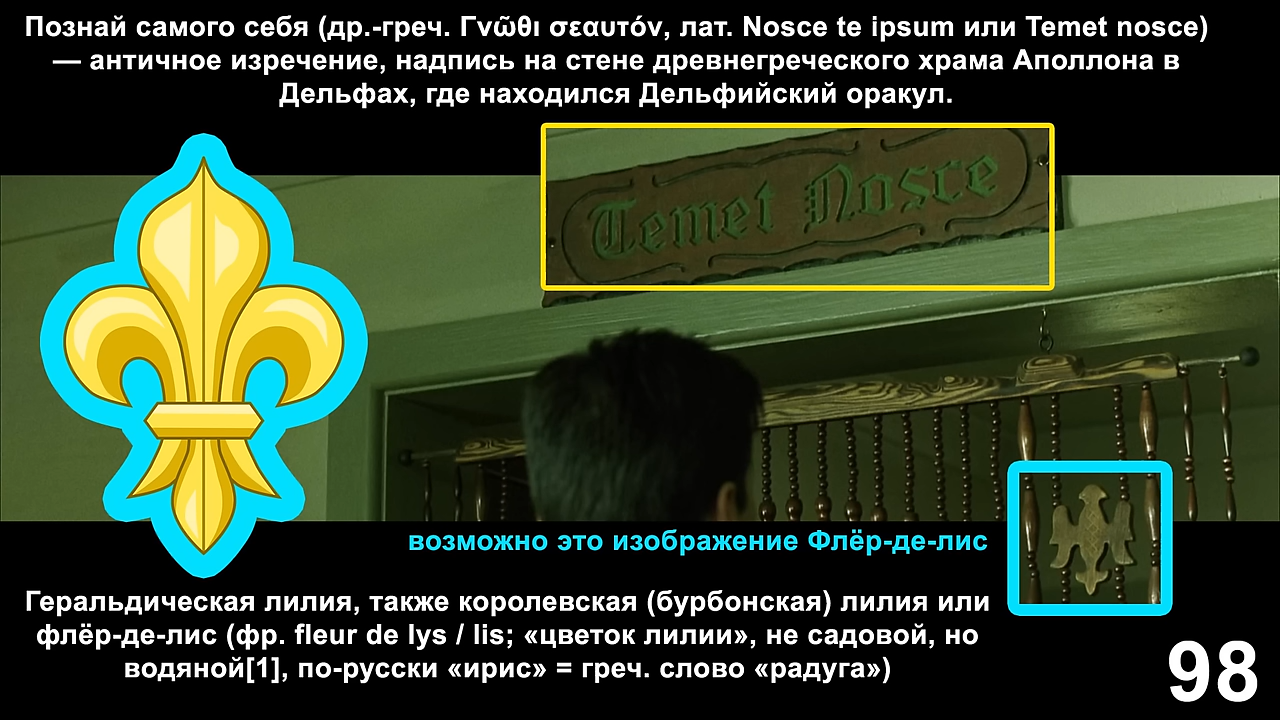 Познай самого себя (др.-греч. Γνῶθι σεαυτόν, лат. Nosce te ipsum или Temet nosce)
— античное изречение, надпись на стене древнегреческого храма Аполлона в
Дельфах, где находился Дельфийский оракул.
Temet Nosce
возможно это изображение Флёр-де-лис
Геральдическая лилия, также королевская (бурбонская) лилия или
флёр-де-лис (фр. fleur de lys / lis; «цветок лилии», не садовой, но
водяной[1], по-русски «ирис» = греч. слово «радуга»)
98